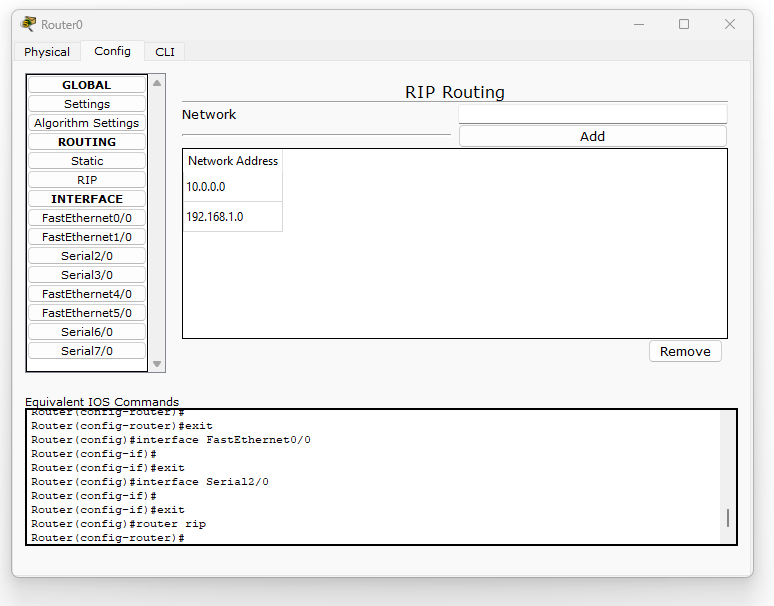 Router0
Physical Config CLI
GLOBAL
Settings
Algorithm Settings
ROUTING
Static
RIP
INTERFACE
FastEthernet0/0
FastEthernet1/0
Serial2/0
Serial3/0
FastEthernet4/0
FastEthernet5/0
Serial6/0
Serial7/0
RIP Routing
Network
Add
Network Address
10.0.0.0
192.168.1.0
Remove
Equivalent IOS Commands
Router(config-router)#
Router(config-router)#exit
Router(config)#interface FastEthernet0/0
Router(config-if)#
Router(config-if)#exit
Router(config)#interface Serial2/0
Router(config-if)#
Router(config-if)#exit
Router(config)#router rip
Router(config-router)#